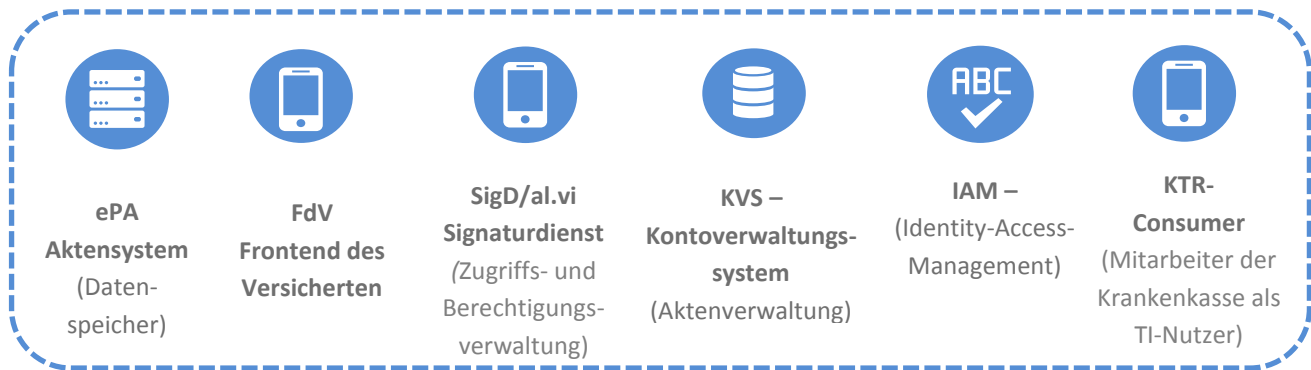 ePA
Aktensystem
(Daten-
speicher)
FdV
Frontend des
Versicherten
SigD/al.vi
Signaturdienst
(Zugriffs- und
Berechtigungs-
verwaltung)
KVS –
Kontoverwaltungs-
system
(Aktenverwaltung)
ABC
IAM –
(Identity-Access-
Management)
KTR-
Consumer
(Mitarbeiter der
Krankenkasse als
TI-Nutzer)